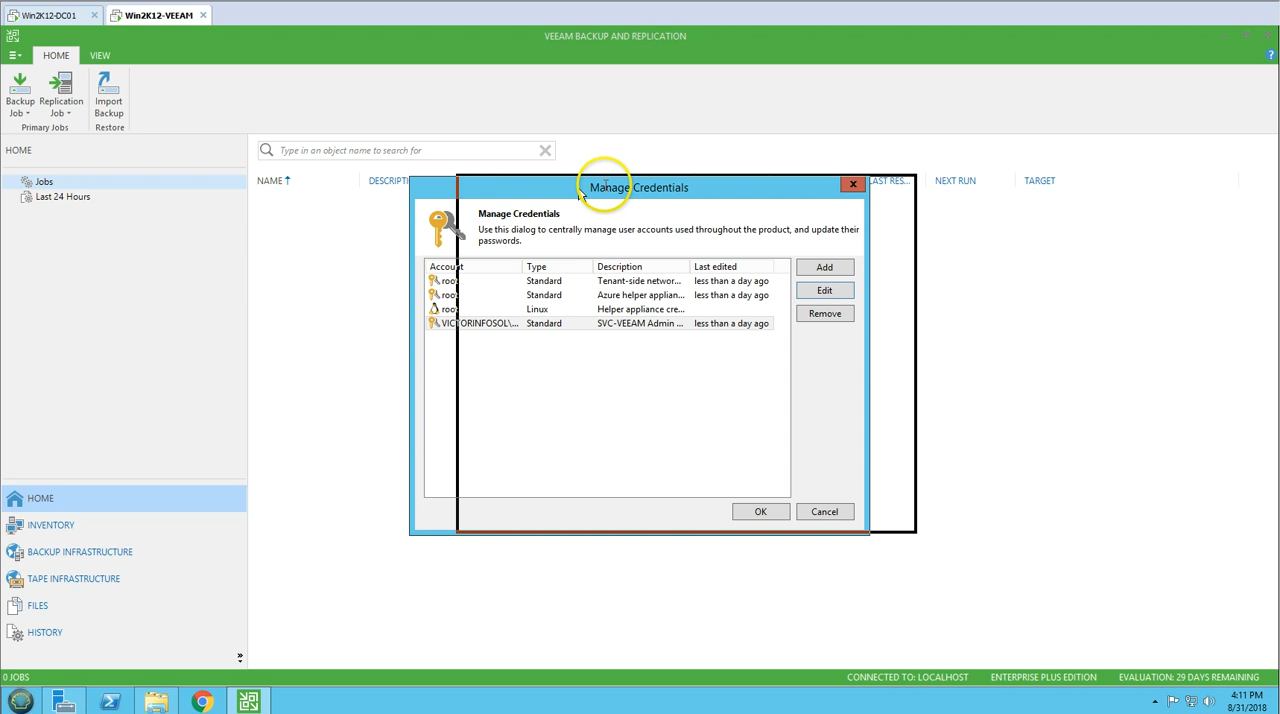 Win2K12-DC01
Win2K12-VEEAM
VEEAM BACKUP AND REPLICATION
HOME
VIEW
Backup Job
Replication Job
Import Backup
Primary Jobs
Restore
HOME
Jobs
Last 24 Hours
Type in an object name to search for
NAME
DESCRIPTI
LAST RES...
NEXT RUN
TARGET
Manage Credentials
Manage Credentials
Use this dialog to centrally manage user accounts used throughout the product, and update their
passwords.
Account Type Description Last edited
root Standard Tenant-side networ... less than a day ago
root Standard Azure helper applian... less than a day ago
root Linux Helper appliance cre...
VICTORINFOSOL\... Standard SVC-VEEAM Admin ... less than a day ago
Add
Edit
Remove
OK
Cancel
HOME
INVENTORY
BACKUP INFRASTRUCTURE
TAPE INFRASTRUCTURE
FILES
HISTORY
0 JOBS
CONNECTED TO: LOCALHOST
ENTERPRISE PLUS EDITION
EVALUATION: 29 DAYS REMAINING
4:11 PM
8/31/2018